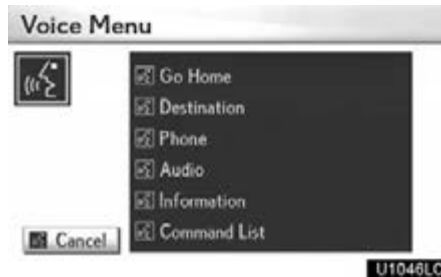 Voice Menu
Go Home
Destination
Phone
Audio
Information
Command List
Cancel
U1046LC